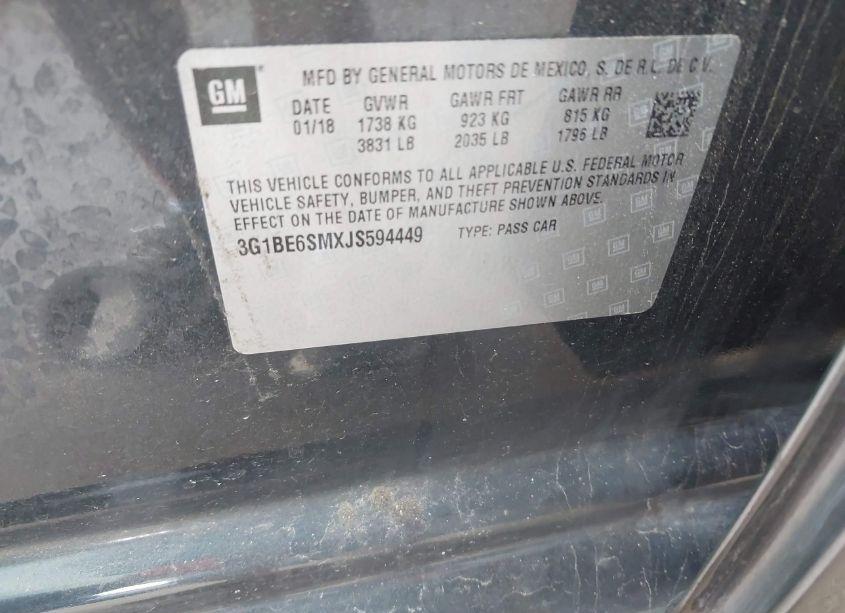 GM
MFD BY GENERAL MOTORS DE MEXICO, S. DE R.L. DE C.V.
DATE GVWR GAWR FRT GAWR RR
01/18 1738 KG 923 KG 815 KG
3831 LB 2035 LB 1796 LB
THIS VEHICLE CONFORMS TO ALL APPLICABLE U.S. FEDERAL MOTOR
VEHICLE SAFETY, BUMPER, AND THEFT PREVENTION STANDARDS IN
EFFECT ON THE DATE OF MANUFACTURE SHOWN ABOVE.
3G1BE6SMXJS594449 TYPE: PASS CAR